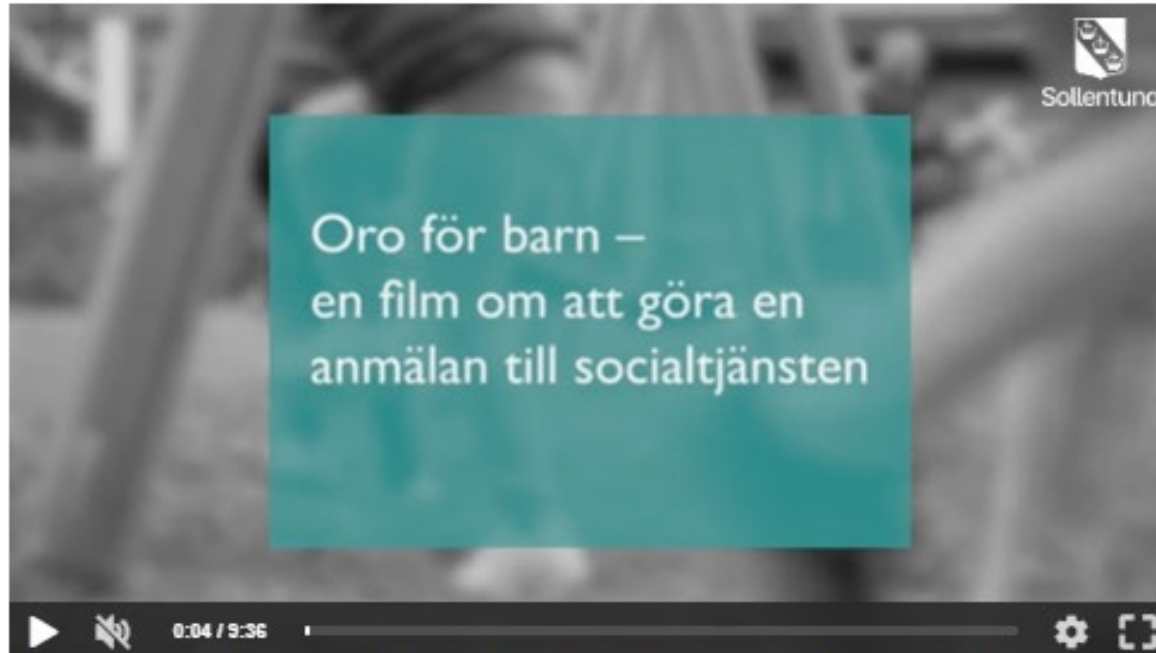 Sollentuna
Oro för barn –
en film om att göra en
anmälan till socialtjänsten
0:04 / 9:36